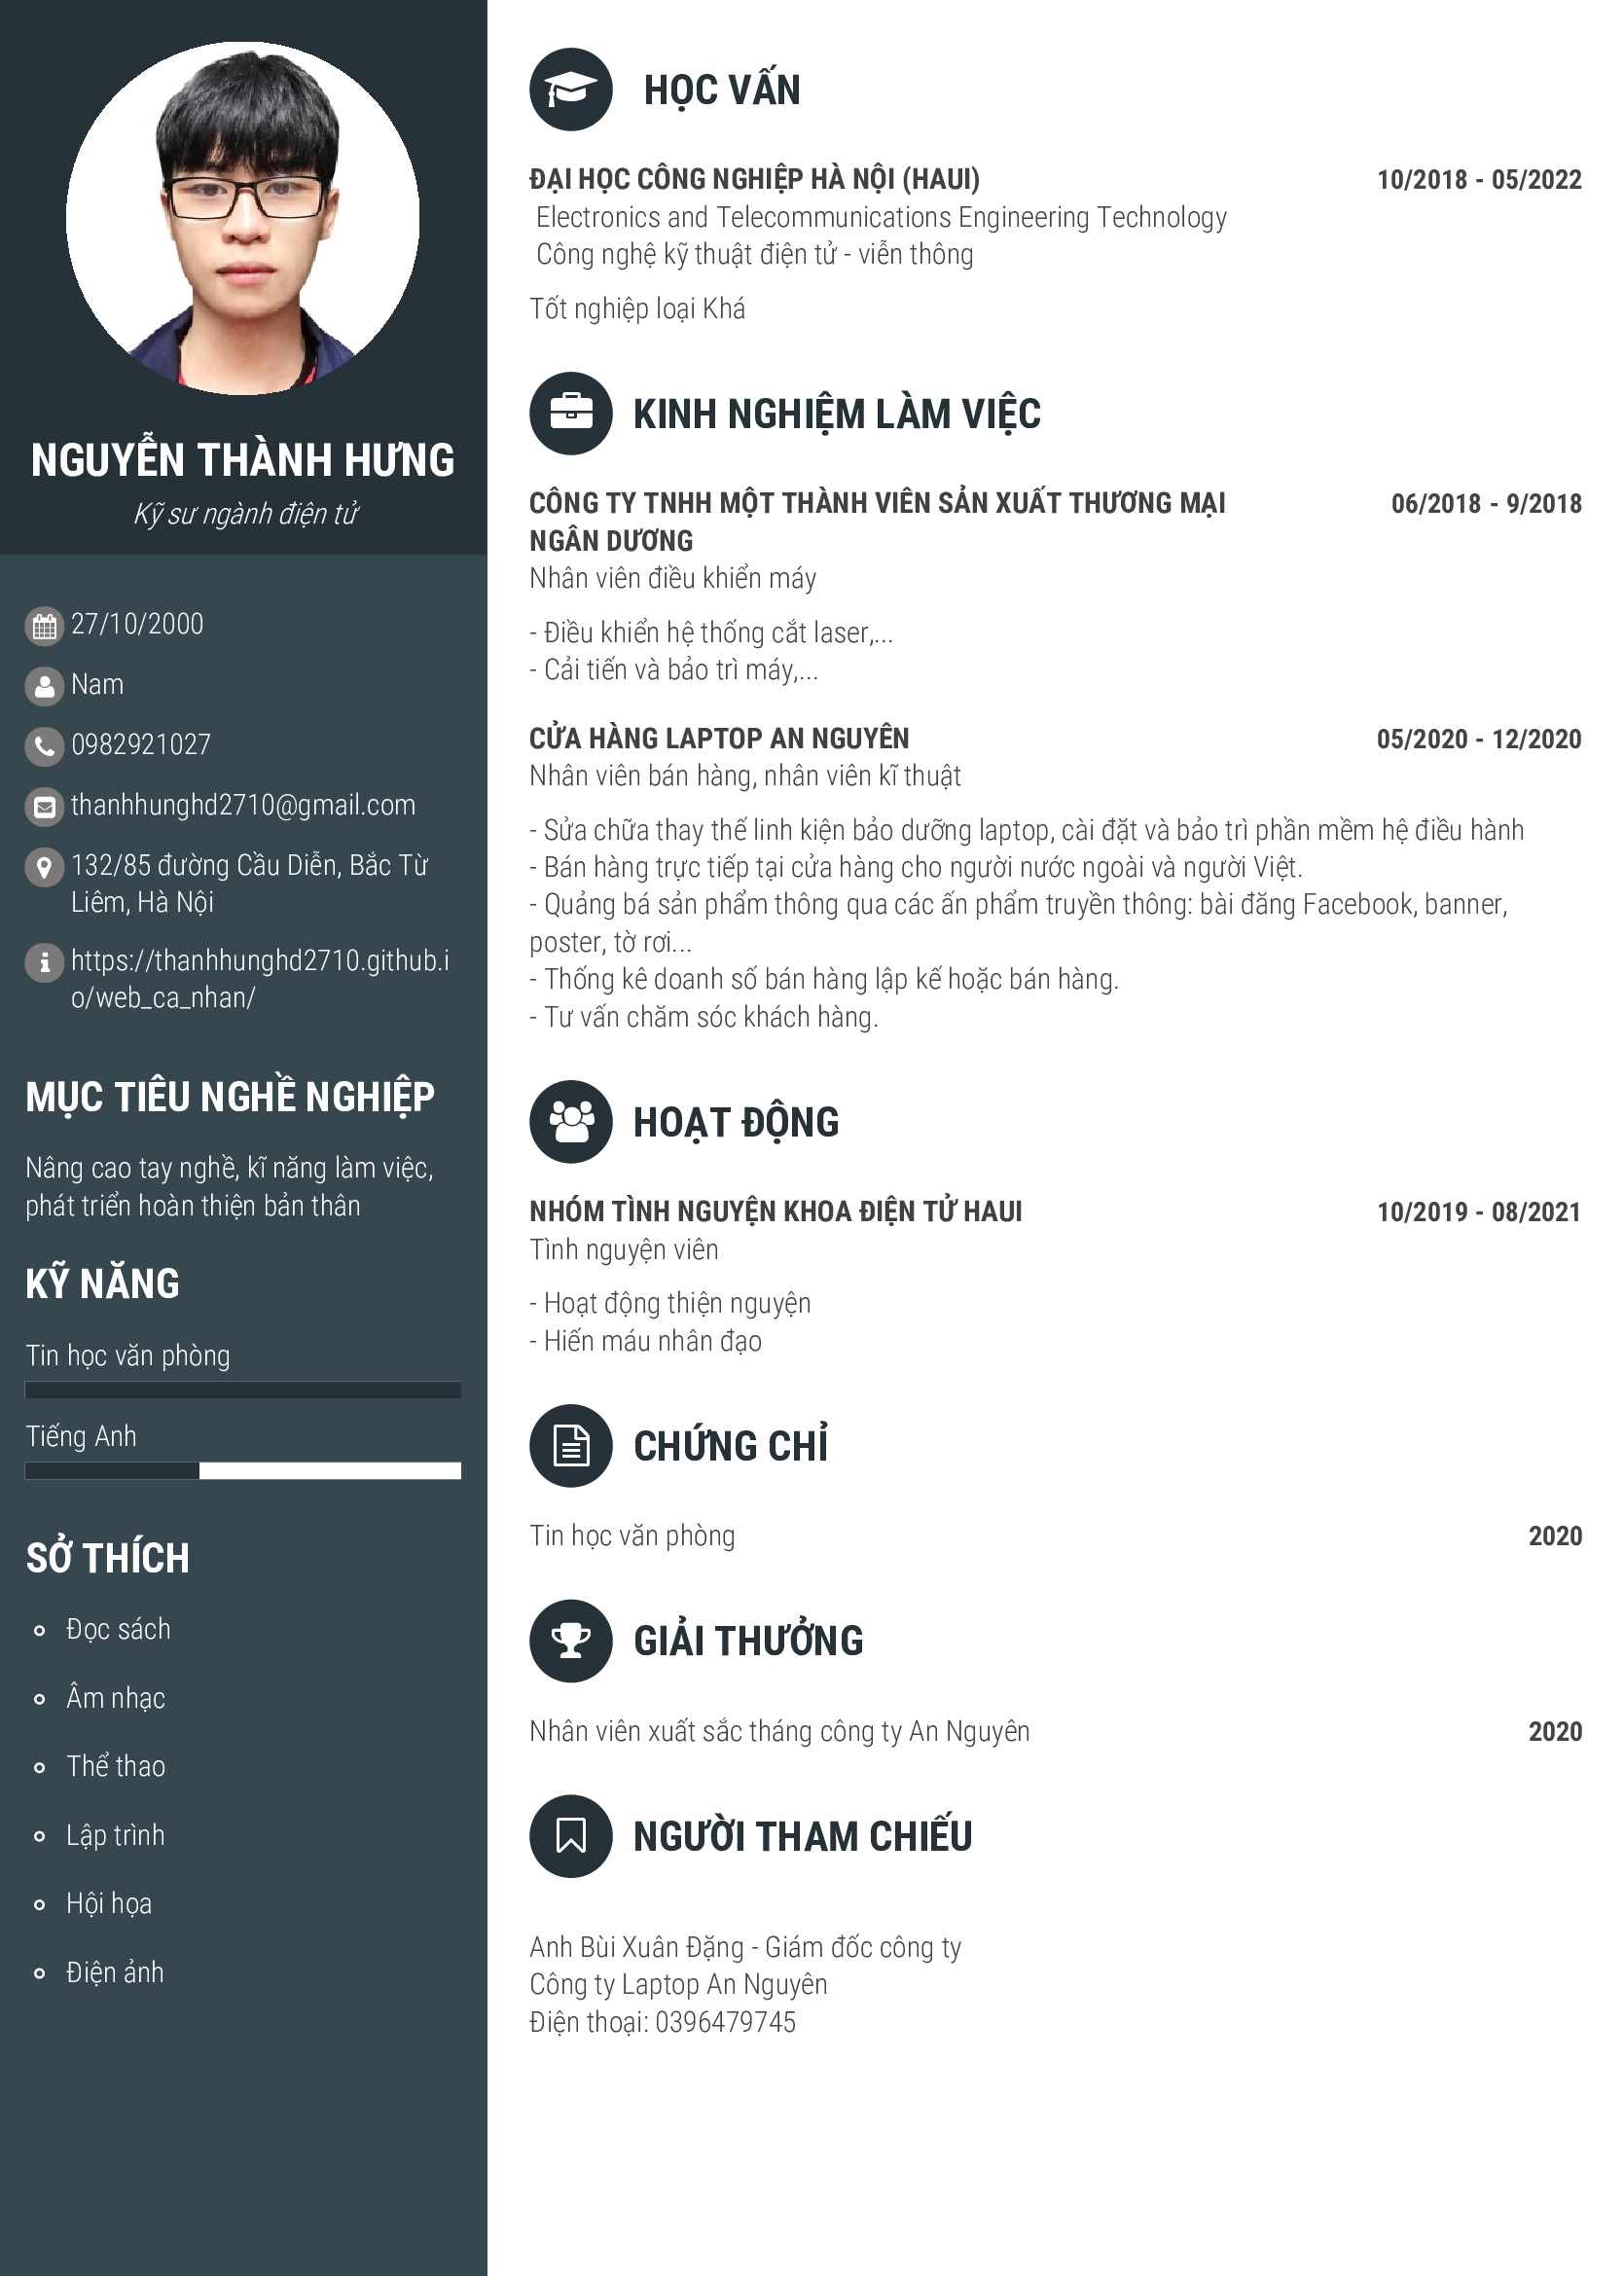 NGUYỄN THÀNH HƯNG
Kỹ sư ngành điện tử
27/10/2000
Nam
0982921027
thanhhunghd2710@gmail.com
132/85 đường Cầu Diễn, Bắc Từ
Liêm, Hà Nội
https://thanhhunghd2710.github.i
o/web_ca_nhan/
MỤC TIÊU NGHỀ NGHIỆP
Nâng cao tay nghề, kĩ năng làm việc,
phát triển hoàn thiện bản thân
KỸ NĂNG
Tin học văn phòng
Tiếng Anh
SỞ THÍCH
Đọc sách
Âm nhạc
Thể thao
Lập trình
Hội họa
Điện ảnh
HỌC VẤN
ĐẠI HỌC CÔNG NGHIỆP HÀ NỘI (HAUI) 10/2018 - 05/2022
Electronics and Telecommunications Engineering Technology
Công nghệ kỹ thuật điện tử - viễn thông
Tốt nghiệp loại Khá
KINH NGHIỆM LÀM VIỆC
CÔNG TY TNHH MỘT THÀNH VIÊN SẢN XUẤT THƯƠNG MẠI 06/2018 - 9/2018
NGÂN DƯƠNG
Nhân viên điều khiển máy
- Điều khiển hệ thống cắt laser,...
- Cải tiến và bảo trì máy,...
CỬA HÀNG LAPTOP AN NGUYÊN 05/2020 - 12/2020
Nhân viên bán hàng, nhân viên kĩ thuật
- Sửa chữa thay thế linh kiện bảo dưỡng laptop, cài đặt và bảo trì phần mềm hệ điều hành
- Bán hàng trực tiếp tại cửa hàng cho người nước ngoài và người Việt.
- Quảng bá sản phẩm thông qua các ấn phẩm truyền thông: bài đăng Facebook, banner,
poster, tờ rơi...
- Thống kê doanh số bán hàng lập kế hoặc bán hàng.
- Tư vấn chăm sóc khách hàng.
HOẠT ĐỘNG
NHÓM TÌNH NGUYỆN KHOA ĐIỆN TỬ HAUI 10/2019 - 08/2021
Tình nguyện viên
- Hoạt động thiện nguyện
- Hiến máu nhân đạo
CHỨNG CHỈ
Tin học văn phòng 2020
GIẢI THƯỞNG
Nhân viên xuất sắc tháng công ty An Nguyên 2020
NGƯỜI THAM CHIẾU
Anh Bùi Xuân Đặng - Giám đốc công ty
Công ty Laptop An Nguyên
Điện thoại: 0396479745